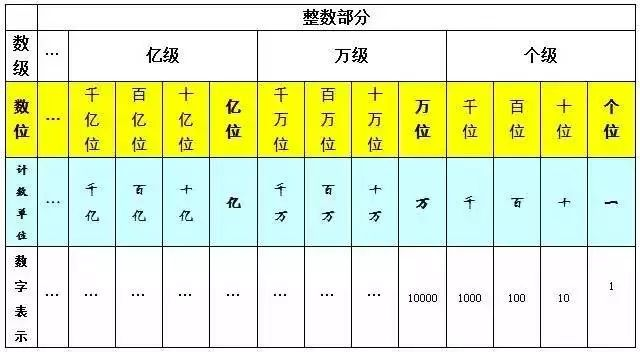 整数部分
数级 … 亿级 万级 个级
数位 … 千亿位 百亿位 十亿位 亿位 千万位 百万位 十万位 万位 千位 百位 十位 个位
计数单位 … 千亿 百亿 十亿 亿 千万 百万 十万 万 千 百 十 一
数字表示 … … … … … … … … 10000 1000 100 10 1